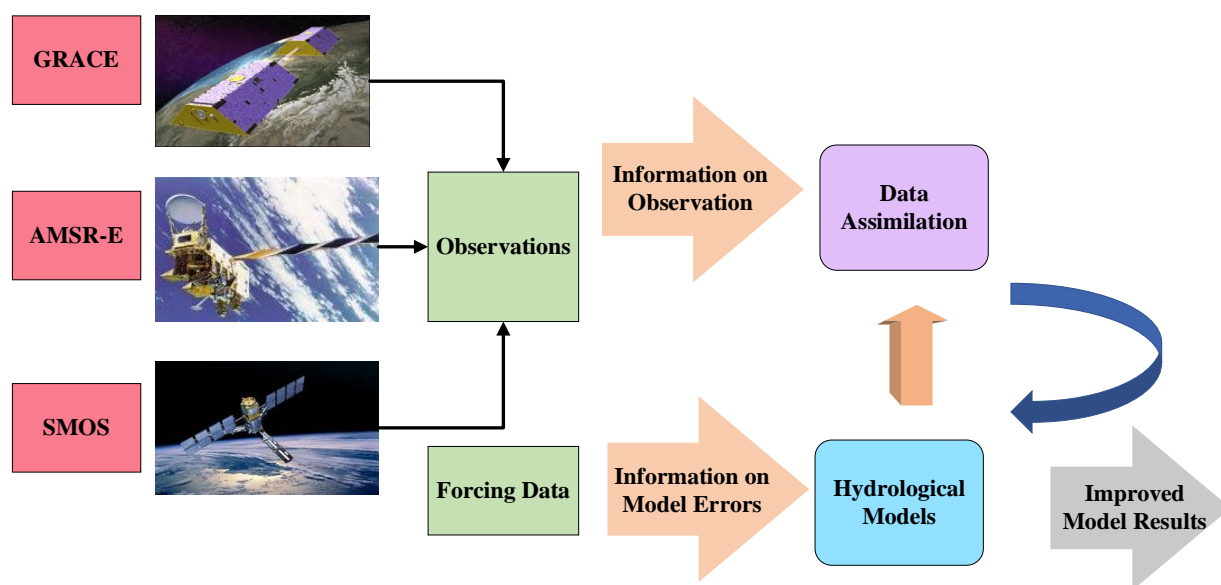 GRACE
AMSR-E
SMOS
Observations
Forcing Data
Information on
Observation
Information on
Model Errors
Data
Assimilation
Hydrological
Models
Improved
Model Results